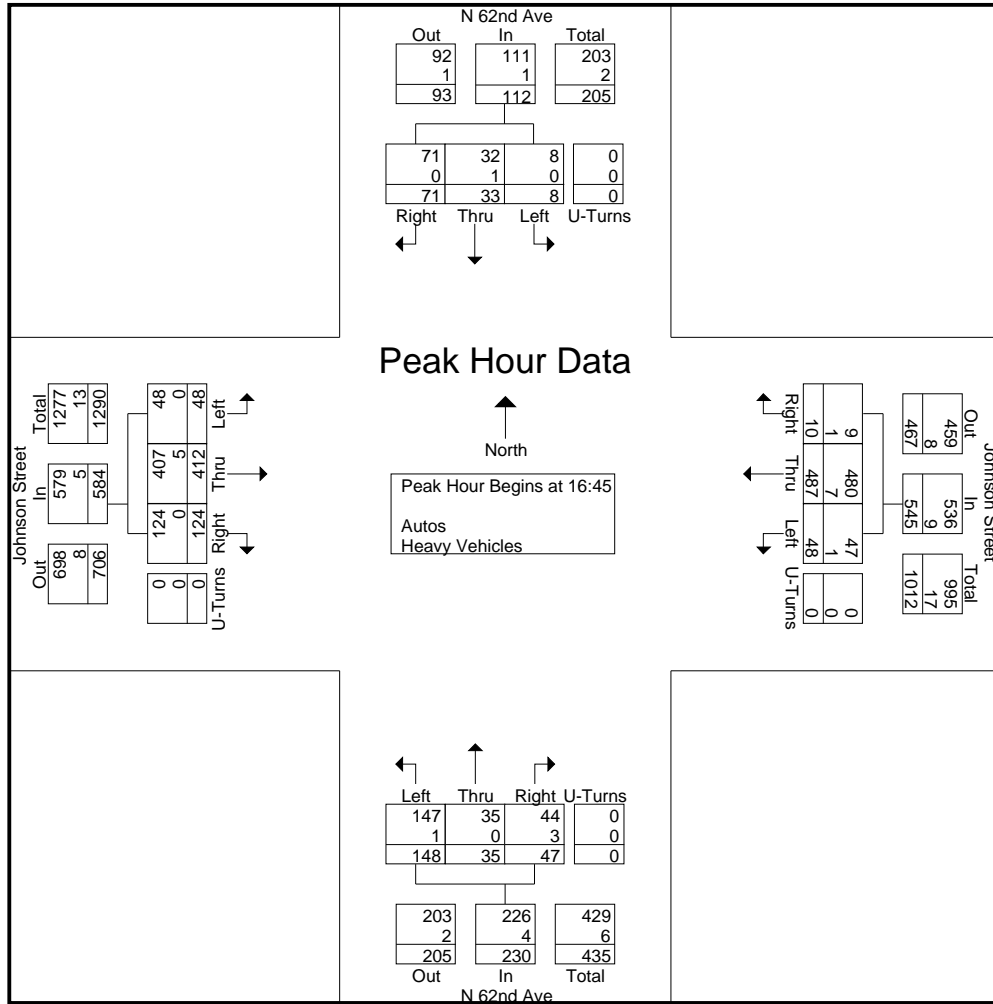 N 62nd Ave
Out In Total
92 111 203
1 1 2
93 112 205
71 32 8 0
0 1 0 0
71 33 8 0
Right Thru Left U-Turns
Peak Hour Data
North
Peak Hour Begins at 16:45
Autos
Heavy Vehicles
Johnson Street
Out In Total
698 579 1277
8 5 13
706 584 1290
U-Turns Right Thru Left
0 124 407 48
0 0 5 0
0 124 412 48
Johnson Street
Out In Total
459 536 995
8 9 17
467 545 1012
9 480 47 0
1 7 1 0
10 487 48 0
Right Thru Left U-Turns
Left Thru Right U-Turns
147 35 44 0
1 0 3 0
148 35 47 0
203 226 429
2 4 6
205 230 435
Out In Total
N 62nd Ave